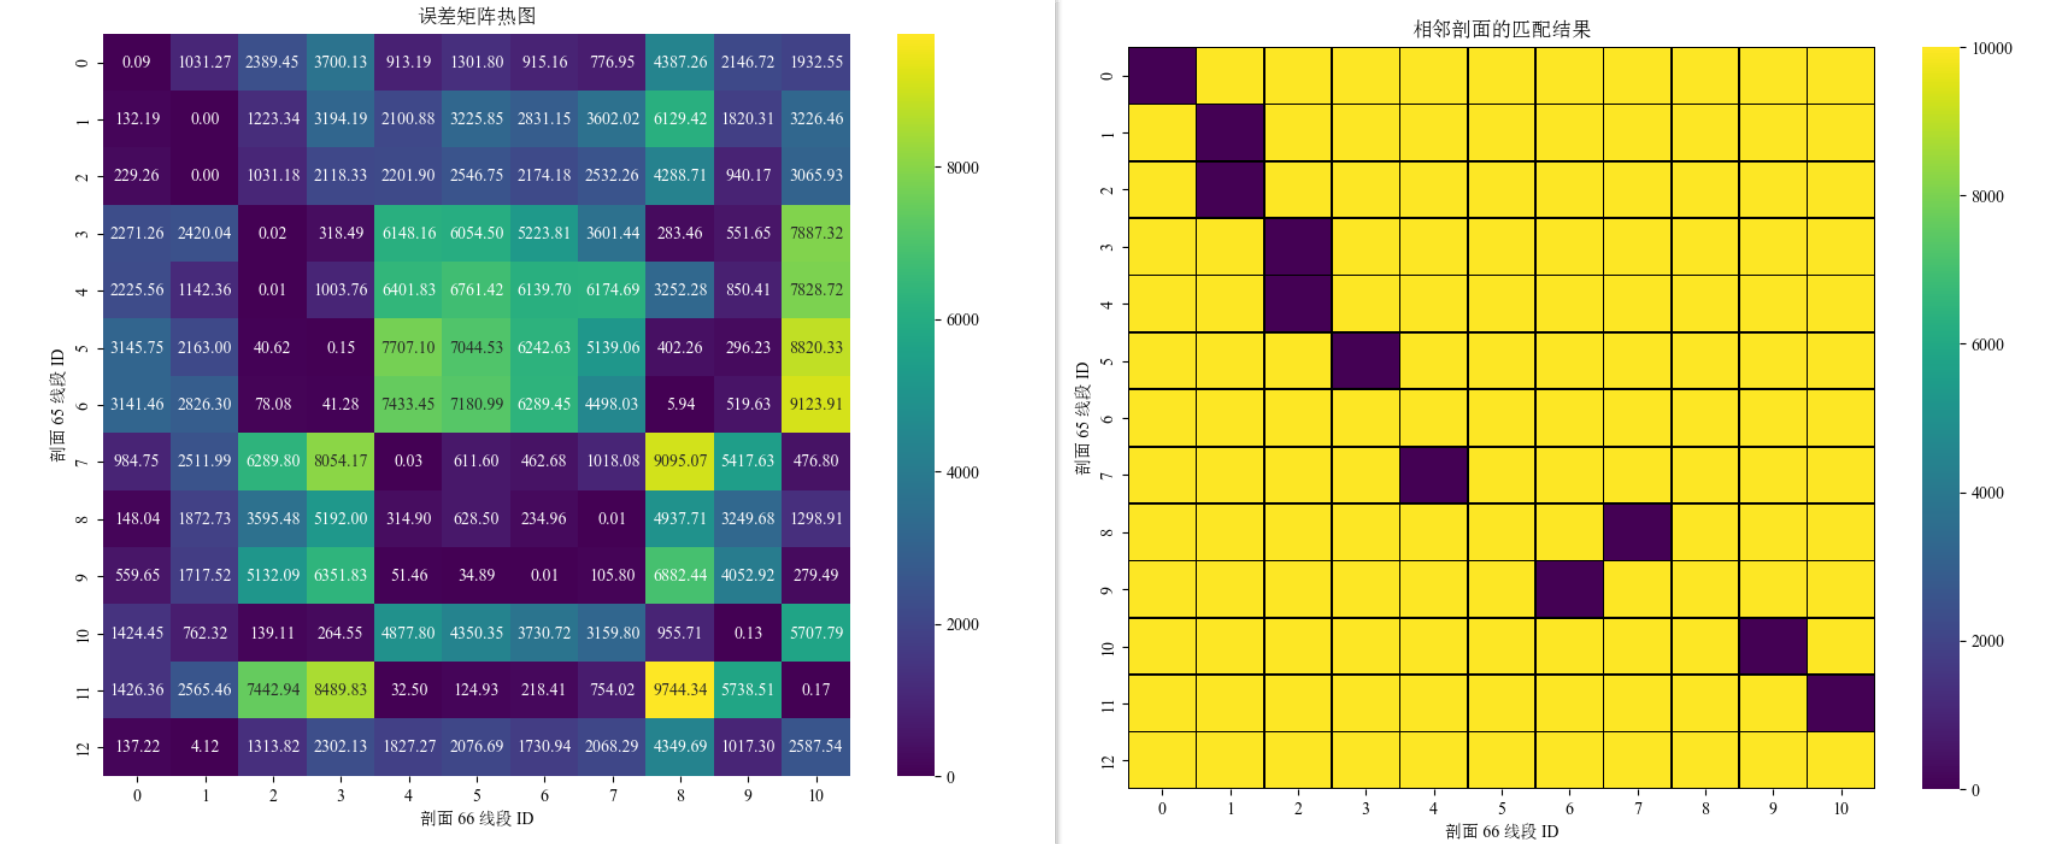 误差矩阵热图
0 0.09 1031.27 2389.45 3700.13 913.19 1301.80 915.16 776.95 4387.26 2146.72 1932.55
1 132.19 0.00 1223.34 3194.19 2100.88 3225.85 2831.15 3602.02 6129.42 1820.31 3226.46
2 229.26 0.00 1031.18 2118.33 2201.90 2546.75 2174.18 2532.26 4288.71 940.17 3065.93
3 2271.26 2420.04 0.02 318.49 6148.16 6054.50 5223.81 3601.44 283.46 551.65 7887.32
4 2225.56 1142.36 0.01 1003.76 6401.83 6761.42 6139.70 6174.69 3252.28 850.41 7828.72
5 3145.75 2163.00 40.62 0.15 7707.10 7044.53 6242.63 5139.06 402.26 296.23 8820.33
6 3141.46 2826.30 78.08 41.28 7433.45 7180.99 6289.45 4498.03 5.94 519.63 9123.91
7 984.75 2511.99 6289.80 8054.17 0.03 611.60 462.68 1018.08 9095.07 5417.63 476.80
8 148.04 1872.73 3595.48 5192.00 314.90 628.50 234.96 0.01 4937.71 3249.68 1298.91
9 559.65 1717.52 5132.09 6351.83 51.46 34.89 0.01 105.80 6882.44 4052.92 279.49
10 1424.45 762.32 139.11 264.55 4877.80 4350.35 3730.72 3159.80 955.71 0.13 5707.79
11 1426.36 2565.46 7442.94 8489.83 32.50 124.93 218.41 754.02 9744.34 5738.51 0.17
12 137.22 4.12 1313.82 2302.13 1827.27 2076.69 1730.94 2068.29 4349.69 1017.30 2587.54
0 1 2 3 4 5 6 7 8 9 10
剖面 66 线段 ID
剖面 65 线段 ID
8000
6000
4000
2000
0
相邻剖面的匹配结果
0
1
2
3
4
5
6
7
8
9
10
11
12
0 1 2 3 4 5 6 7 8 9 10
剖面 66 线段 ID
剖面 65 线段 ID
10000
8000
6000
4000
2000
0